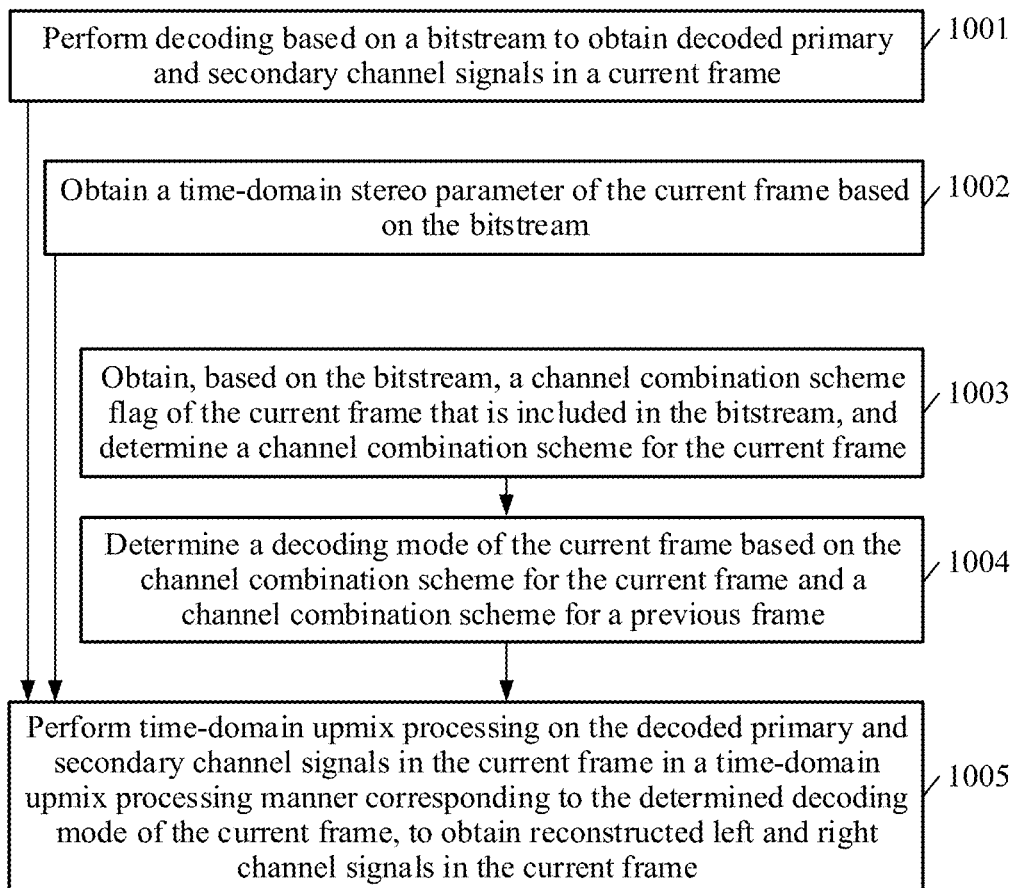 Perform decoding based on a bitstream to obtain decoded primary
and secondary channel signals in a current frame
1001
Obtain a time-domain stereo parameter of the current frame based
on the bitstream
1002
Obtain, based on the bitstream, a channel combination scheme
flag of the current frame that is included in the bitstream, and
determine a channel combination scheme for the current frame
1003
Determine a decoding mode of the current frame based on the
channel combination scheme for the current frame and a
channel combination scheme for a previous frame
1004
Perform time-domain upmix processing on the decoded primary and
secondary channel signals in the current frame in a time-domain
upmix processing manner corresponding to the determined decoding
mode of the current frame, to obtain reconstructed left and right
channel signals in the current frame
1005